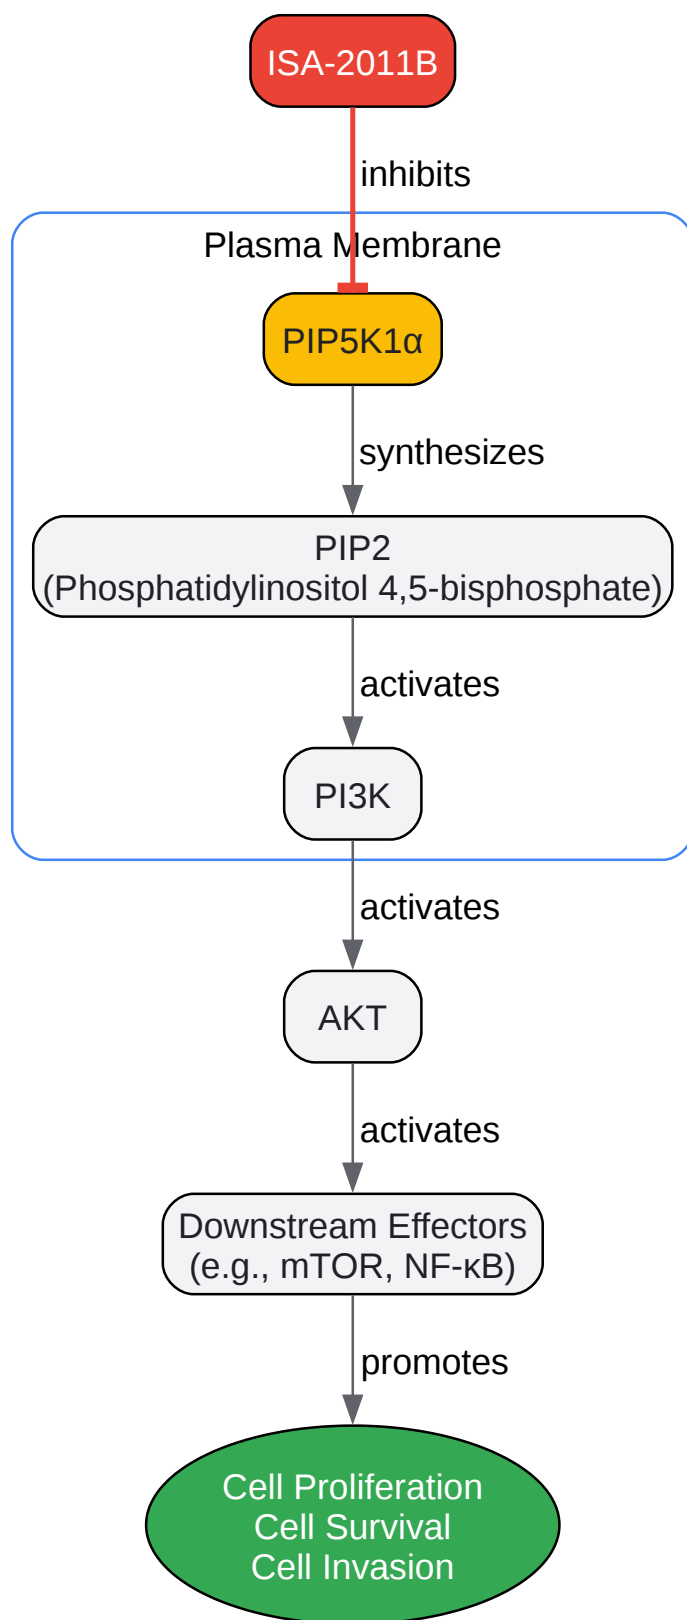 ISA-2011B
inhibits
Plasma Membrane
PIP5K1α
synthesizes
PIP2
(Phosphatidylinositol 4,5-bisphosphate)
activates
PI3K
activates
AKT
activates
Downstream Effectors
(e.g., mTOR, NF-κB)
promotes
Cell Proliferation
Cell Survival
Cell Invasion